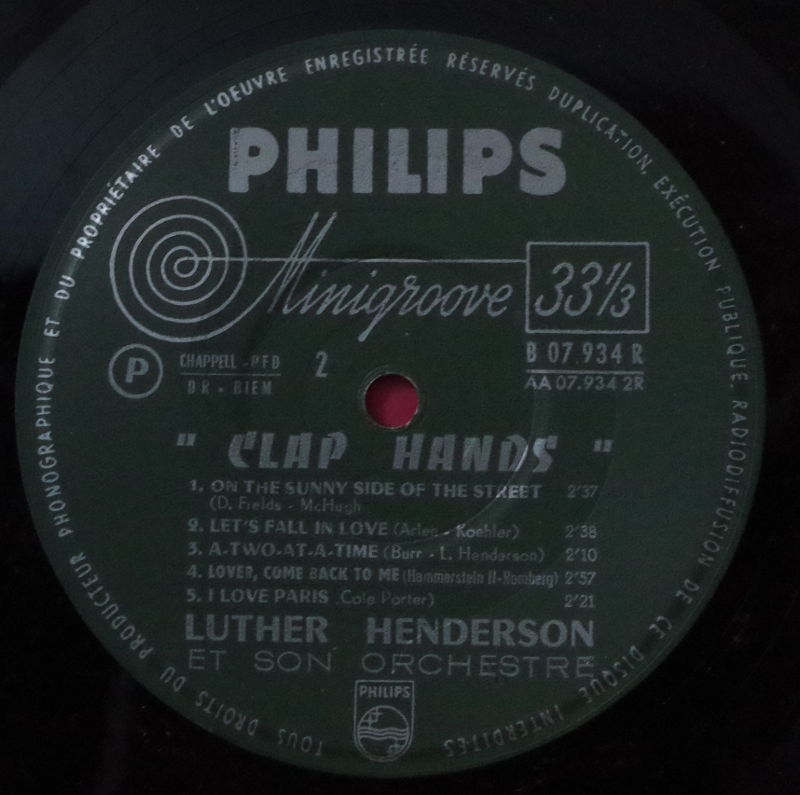 TOUS DROITS DU PRODUCTEUR PHONOGRAPHIQUE ET DU PROPRIÉTAIRE DE L'OEUVRE ENREGISTRÉE RÉSERVÉS DUPLICATION, EXÉCUTION PUBLIQUE, RADIODIFFUSION DE CE DISQUE INTERDITES
PHILIPS
Minigroove 33 1/3
P CHAPPELL - PFD 2 B 07.934 R
DR - BIEM AA 07.934 2R
" CLAP HANDS "
1. ON THE SUNNY SIDE OF THE STREET 2'37
(D. Fields - McHugh
2. LET'S FALL IN LOVE (Arlen - Koehler) 2'38
3. A-TWO-AT-A-TIME (Burr - L. Henderson) 2'10
4. LOVER, COME BACK TO ME (Hammerstein II-Romberg) 2'57
5. I LOVE PARIS (Cole Porter) 2'21
LUTHER HENDERSON
ET SON ORCHESTRE
PHILIPS